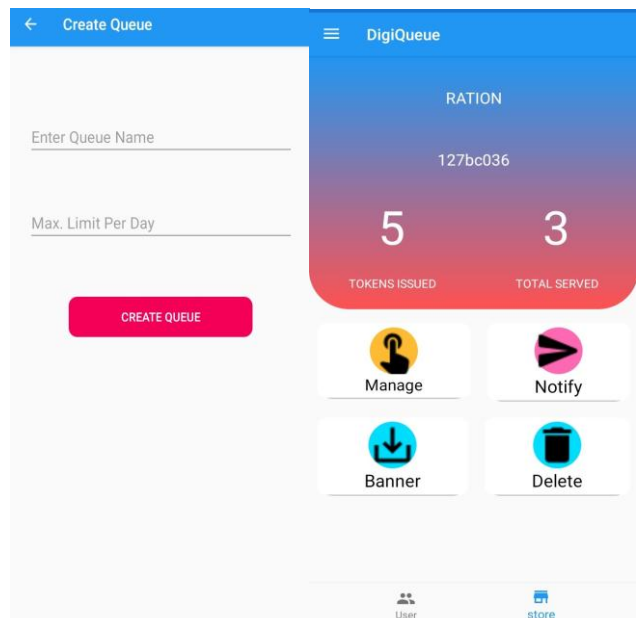 Create Queue
Enter Queue Name
Max. Limit Per Day
CREATE QUEUE
DigiQueue
RATION
127bc036
5 3
TOKENS ISSUED TOTAL SERVED
Manage Notify
Banner Delete
User store